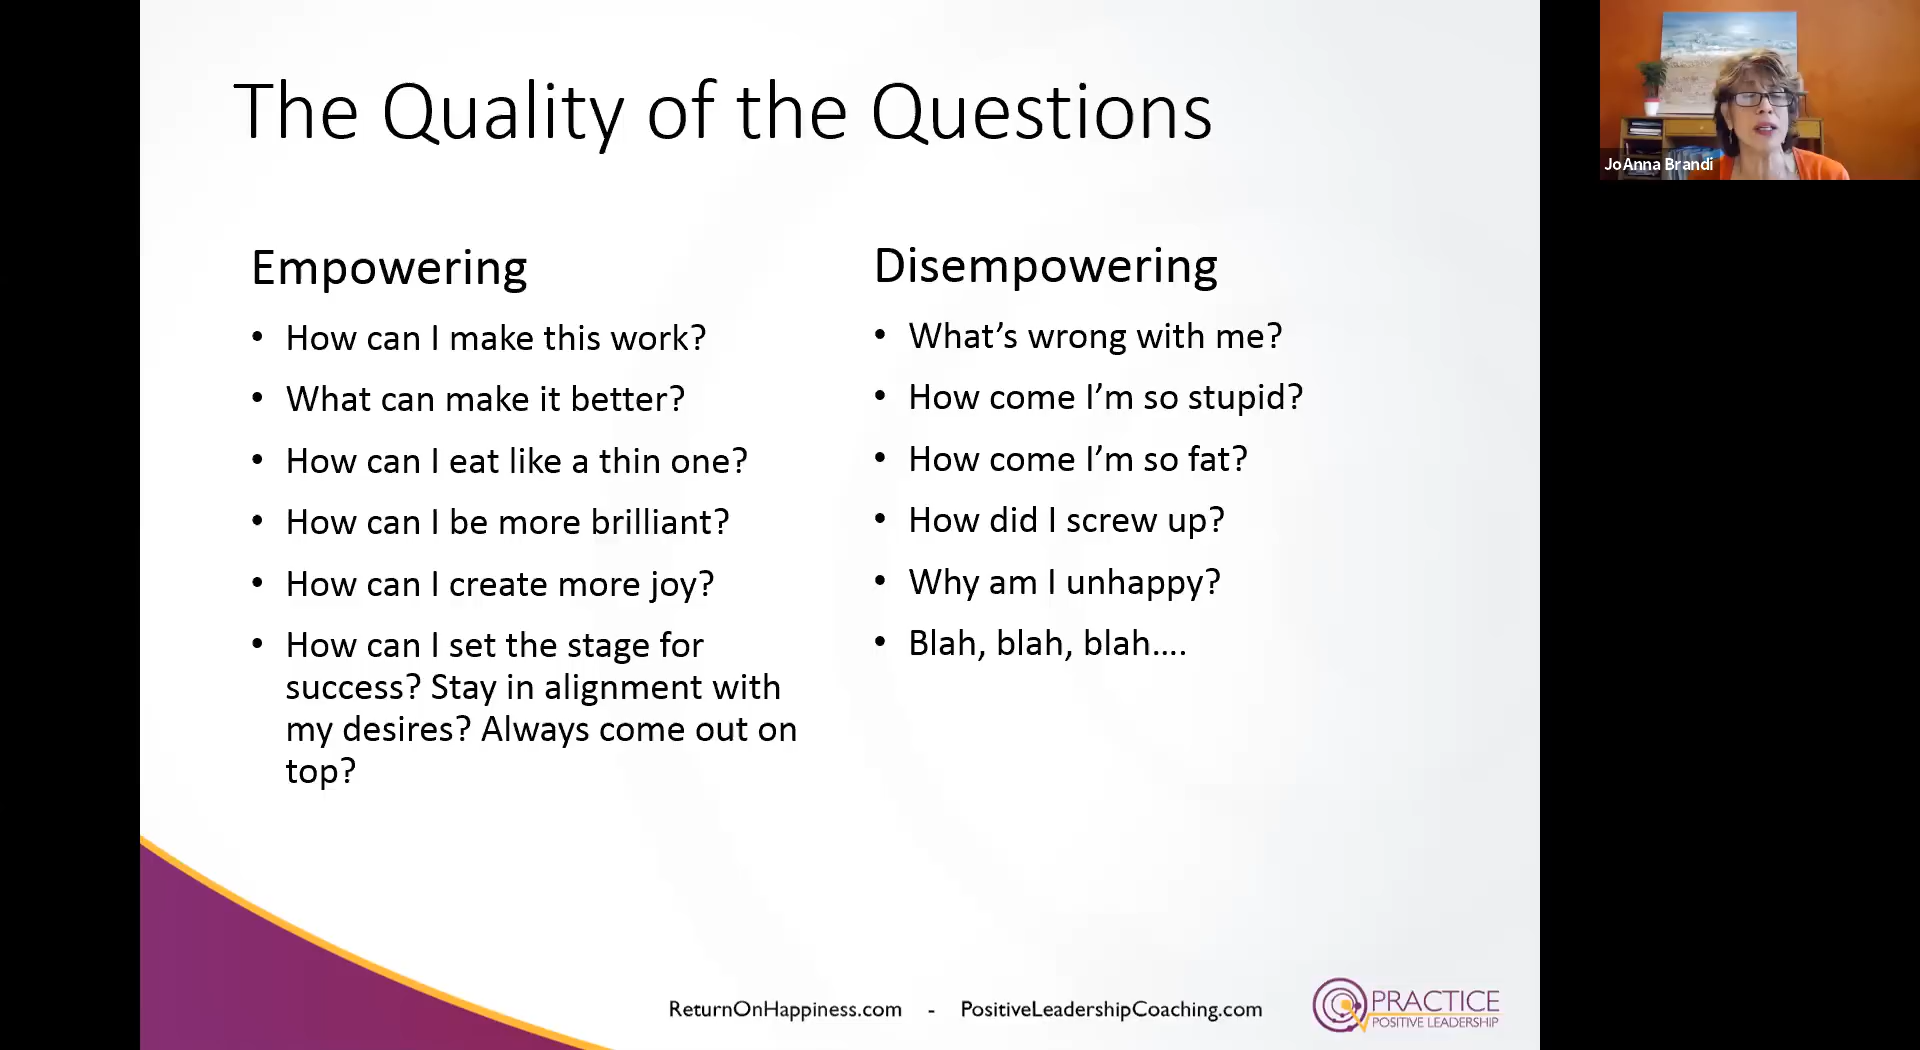 The Quality of the Questions
Empowering
• How can I make this work?
• What can make it better?
• How can I eat like a thin one?
• How can I be more brilliant?
• How can I create more joy?
• How can I set the stage for
success? Stay in alignment with
my desires? Always come out on
top?
Disempowering
• What’s wrong with me?
• How come I’m so stupid?
• How come I’m so fat?
• How did I screw up?
• Why am I unhappy?
• Blah, blah, blah....
ReturnOnHappiness.com - PositiveLeadershipCoaching.com
PRACTICE
POSITIVE LEADERSHIP
JoAnna Brandi